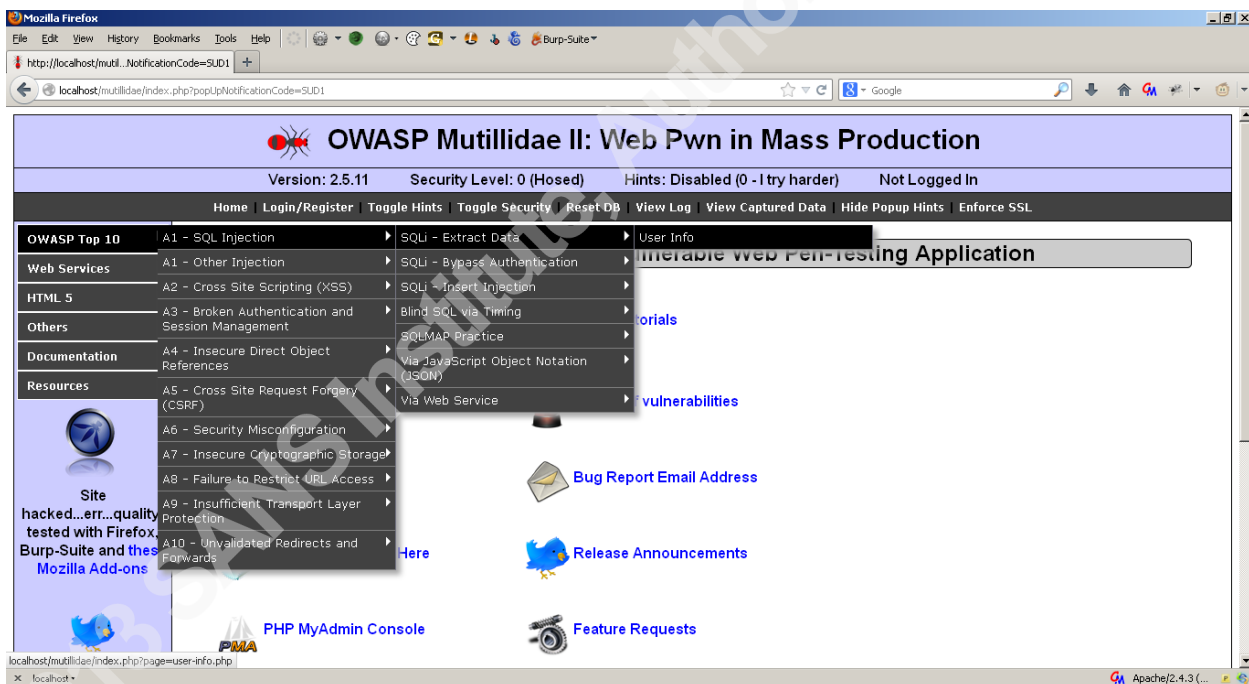 Mozilla Firefox
File Edit View History Bookmarks Tools Help Burp-Suite
http://localhost/mutil...NotificationCode=SUD1 +
localhost/mutillidae/index.php?popUpNotificationCode=SUD1 Google
OWASP Mutillidae II: Web Pwn in Mass Production
Version: 2.5.11 Security Level: 0 (Hosed) Hints: Disabled (0 - I try harder) Not Logged In
Home | Login/Register | Toggle Hints | Toggle Security | Reset DB | View Log | View Captured Data | Hide Popup Hints | Enforce SSL
OWASP Top 10
Web Services
HTML 5
Others
Documentation
Resources
A1 - SQL Injection
A1 - Other Injection
A2 - Cross Site Scripting (XSS)
A3 - Broken Authentication and
Session Management
A4 - Insecure Direct Object
References
A5 - Cross Site Request Forgery
(CSRF)
A6 - Security Misconfiguration
A7 - Insecure Cryptographic Storage
A8 - Failure to Restrict URL Access
A9 - Insufficient Transport Layer
Protection
A10 - Unvalidated Redirects and
Forwards
SQLi - Extract Data
SQLi - Bypass Authentication
SQLi - Insert Injection
Blind SQL via Timing
SQLMAP Practice
Via JavaScript Object Notation
(JSON)
Via Web Service
User Info
Web Pen-Testing Application
vulnerabilities
Bug Report Email Address
Here
Release Announcements
PHP MyAdmin Console
PMA
Feature Requests
Site
hacked...err...quality
tested with Firefox,
Burp-Suite and
Mozilla Add-ons
localhost/mutillidae/index.php?page=user-info.php
x localhost
Apache/2.4.3 (...
SANS Institute,